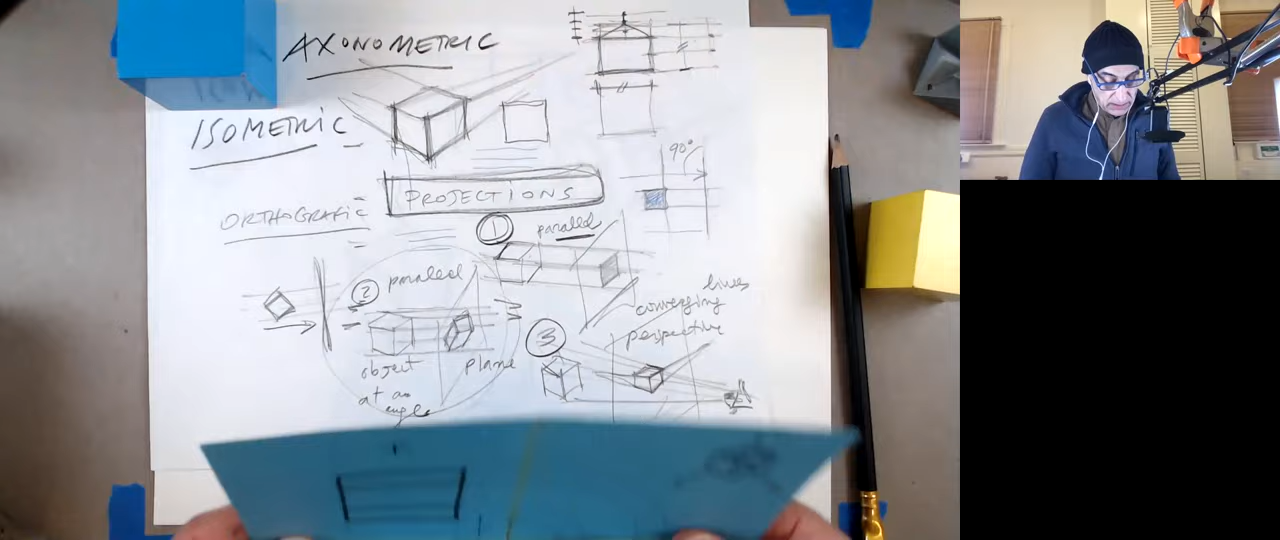 AXONOMETRIC
ISOMETRIC
90°
PROJECTIONS
ORTHOGRAFIC
1
parallel
2
parallel
lines
converging
perspective
3
object
plane
at an
angle